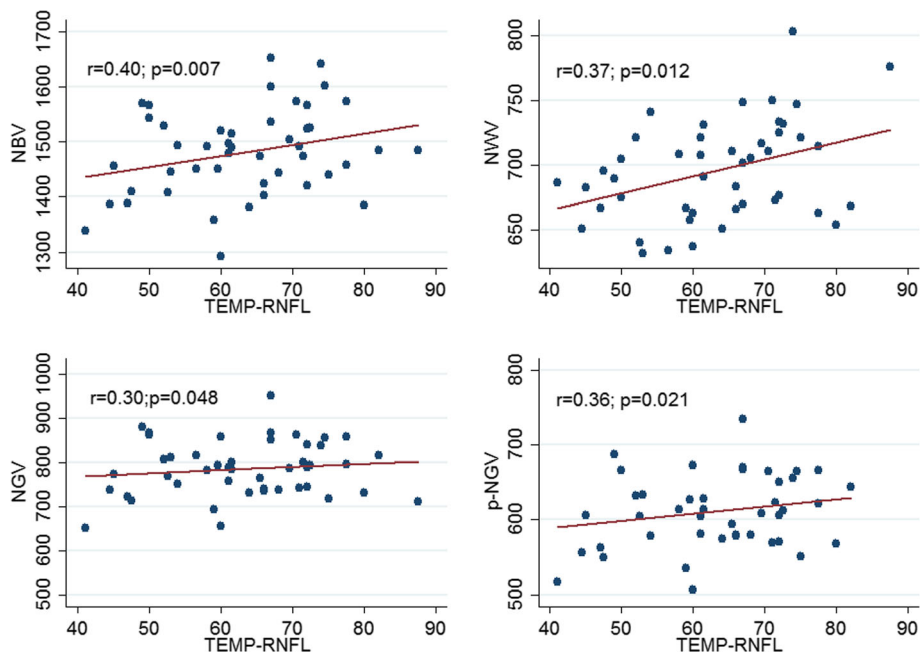 NBV
1700
1600
1500
1400
1300
r=0.40; p=0.007
40 50 60 70 80 90
TEMP-RNFL
NWV
800
750
700
650
r=0.37; p=0.012
40 50 60 70 80 90
TEMP-RNFL
NGV
1000
900
800
700
600
500
r=0.30;p=0.048
40 50 60 70 80 90
TEMP-RNFL
p-NGV
800
700
600
500
r=0.36; p=0.021
40 50 60 70 80 90
TEMP-RNFL